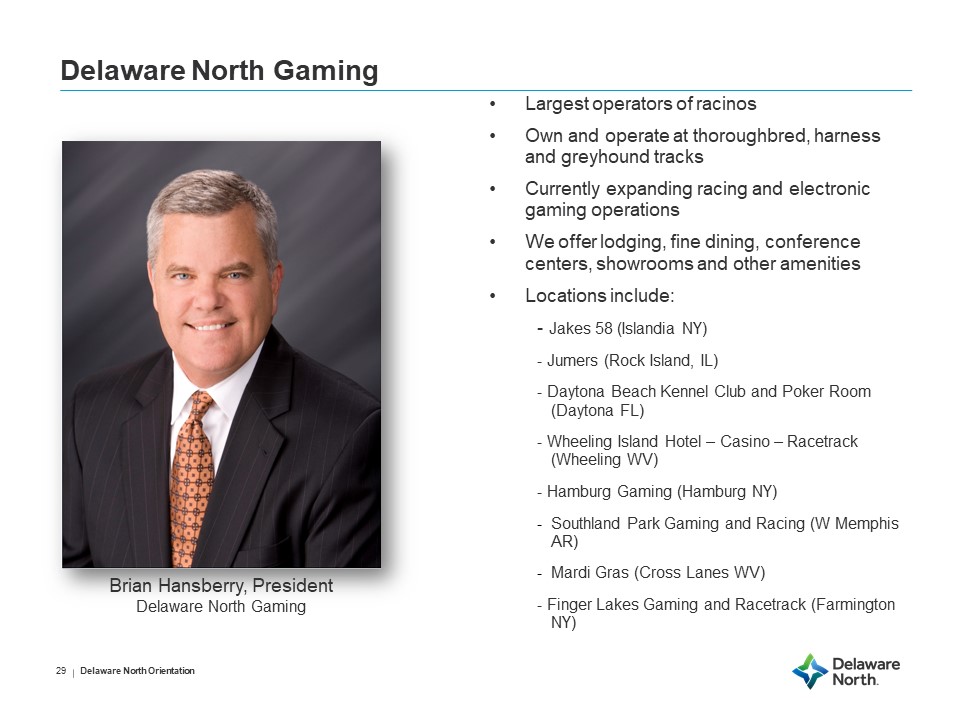 Delaware North Gaming
• Largest operators of racinos
• Own and operate at thoroughbred, harness
and greyhound tracks
• Currently expanding racing and electronic
gaming operations
• We offer lodging, fine dining, conference
centers, showrooms and other amenities
• Locations include:
- Jakes 58 (Islandia NY)
- Jumers (Rock Island, IL)
- Daytona Beach Kennel Club and Poker Room
(Daytona FL)
- Wheeling Island Hotel – Casino – Racetrack
(Wheeling WV)
- Hamburg Gaming (Hamburg NY)
- Southland Park Gaming and Racing (W Memphis
AR)
- Mardi Gras (Cross Lanes WV)
- Finger Lakes Gaming and Racetrack (Farmington
NY)
Brian Hansberry, President
Delaware North Gaming
29 | Delaware North Orientation
Delaware
North.